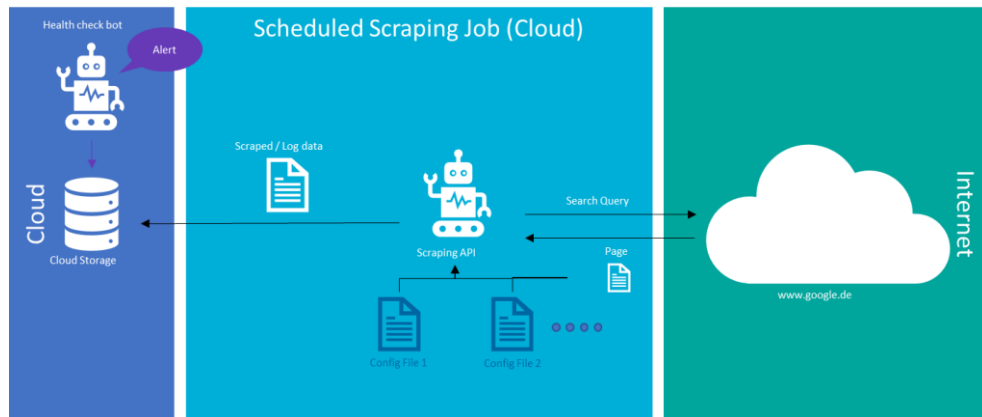 Health check bot
Alert
Cloud
Cloud Storage
Scheduled Scraping Job (Cloud)
Scraped / Log data
Scraping API
Search Query
Page
Config File 1
Config File 2
www.google.de
Internet